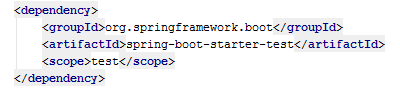 <dependency>
    <groupId>org.springframework.boot</groupId>
    <artifactId>spring-boot-starter-test</artifactId>
    <scope>test</scope>
</dependency>